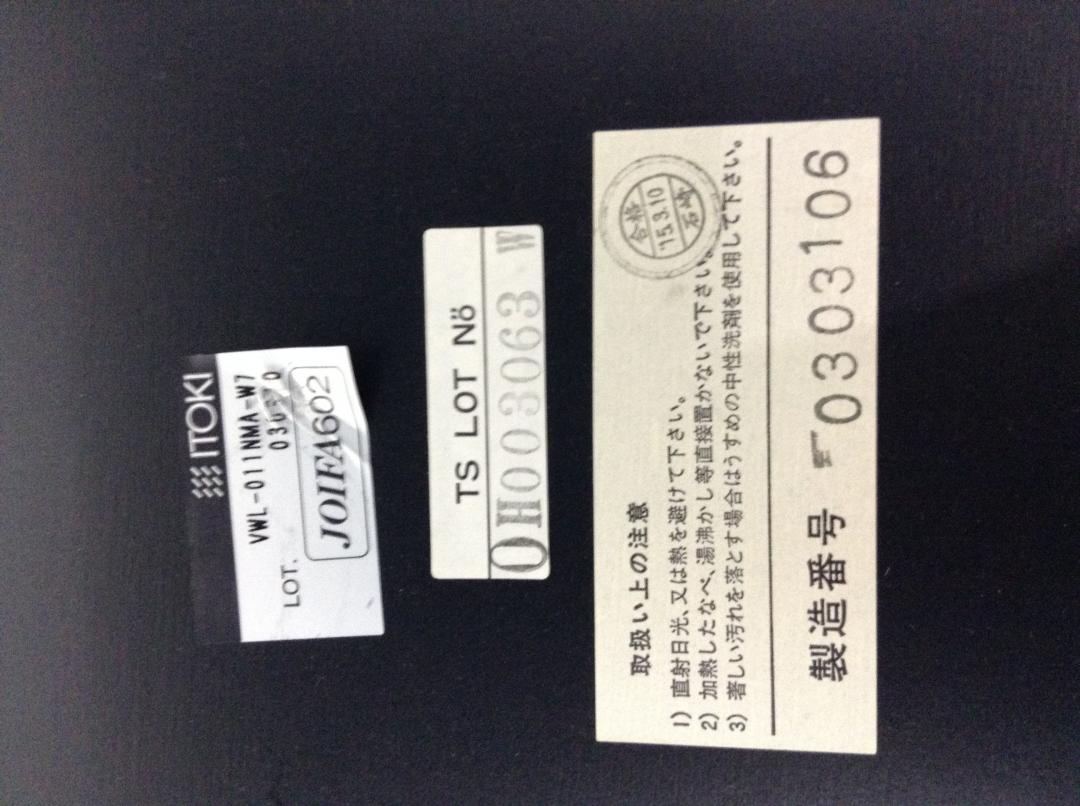 ITOKI
VWL-011NMA-W7
LOT.
JOIFA602
TS LOT Nö
OH003063 W
取扱い上の注意
1) 直射日光、又は熱を避けて下さい。
2) 加熱したなべ、湯沸かし等直接置かないで下さい。
3) 著しい汚れを落とす場合はうすめの中性洗剤を使用して下さい。
合格
'15.3.10
石崎
製造番号 0303106